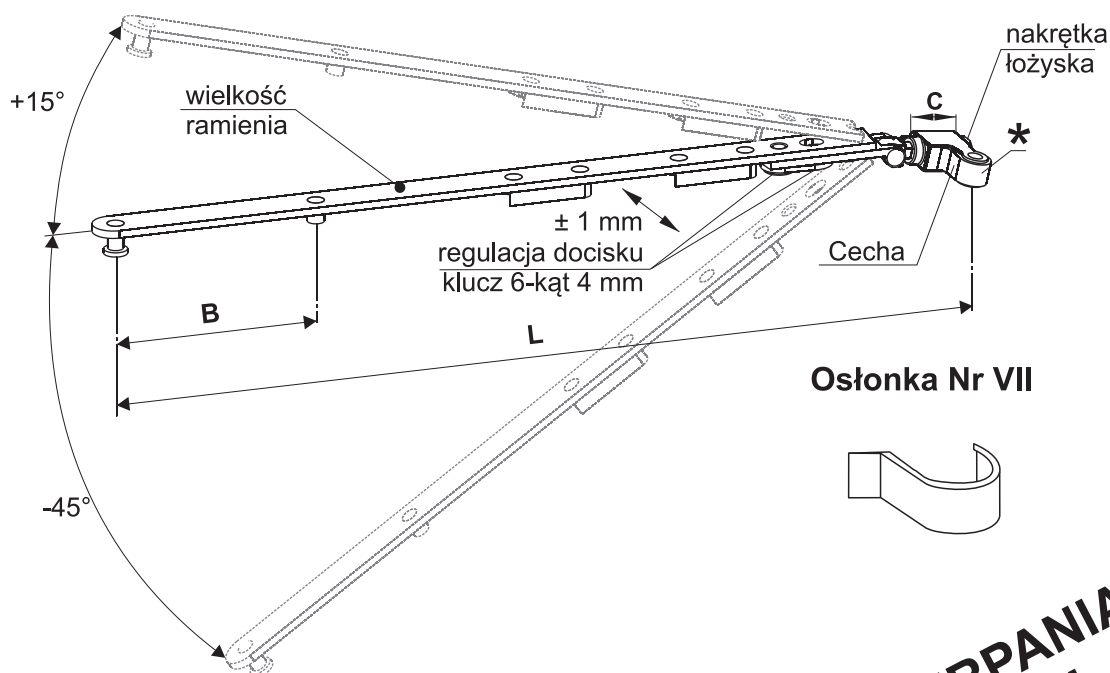 nakrętka
łożyska
+15°
wielkość
ramienia
C
*
± 1 mm
regulacja docisku
klucz 6-kąt 4 mm
Cecha
B
L
Osłonka Nr VII
-45°